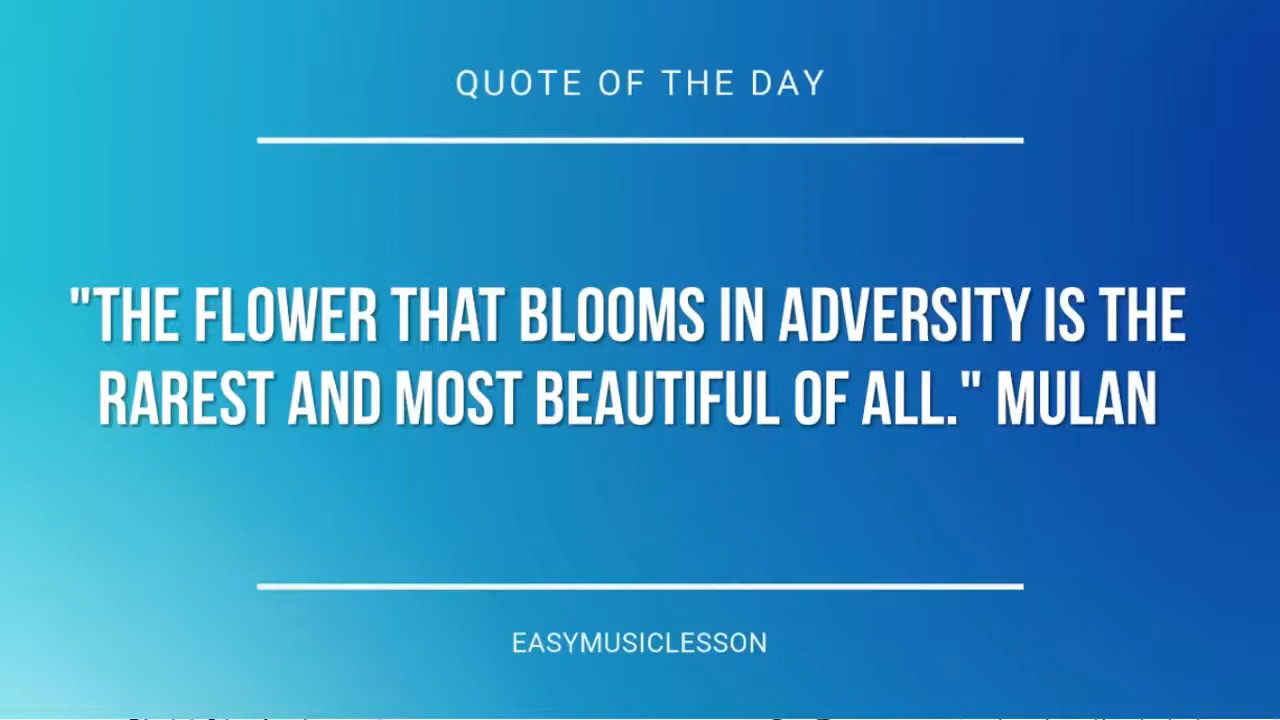 QUOTE OF THE DAY
"THE FLOWER THAT BLOOMS IN ADVERSITY IS THE
RAREST AND MOST BEAUTIFUL OF ALL." MULAN
EASYMUSICLESSON